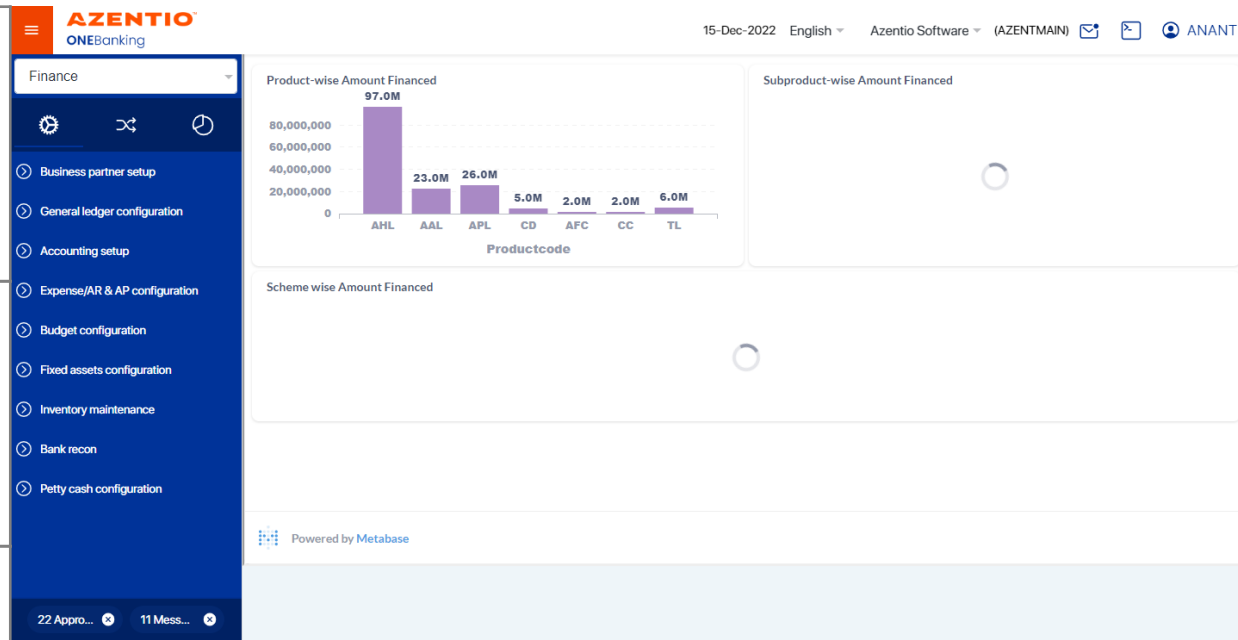 AZENTIO
ONEBanking
15-Dec-2022 English Azentio Software (AZENTMAIN) ANANT
Finance
Business partner setup
General ledger configuration
Accounting setup
Expense/AR & AP configuration
Budget configuration
Fixed assets configuration
Inventory maintenance
Bank recon
Petty cash configuration
22 Appro...
11 Mess...
Product-wise Amount Financed
97.0M
80,000,000
60,000,000
40,000,000
20,000,000
0
23.0M
26.0M
5.0M
2.0M
2.0M
6.0M
AHL AAL APL CD AFC CC TL
Productcode
Subproduct-wise Amount Financed
Scheme wise Amount Financed
Powered by Metabase